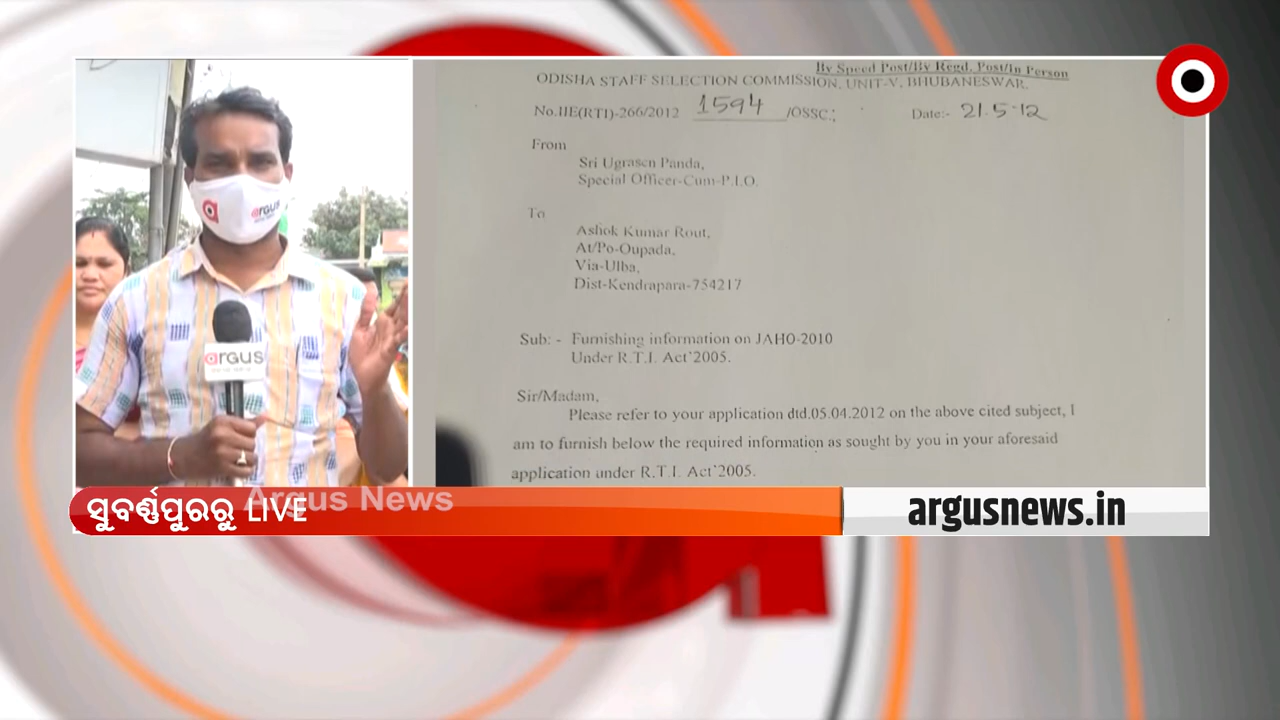 By Speed Post/By Regd. Post/In Person
ODISHA STAFF SELECTION COMMISSION, UNIT-V, BHUBANESWAR.
No.IIE(RTI)-266/2012 1594 /OSSC.; Date:- 21.5-12
From
Sri Ugrasen Panda,
Special Officer-Cum-P.I.O.
To
Ashok Kumar Rout,
At/Po-Oupada,
Via-Ulba,
Dist-Kendrapara-754217
Sub: - Furnishing information on JAHO-2010
Under R.T.I. Act'2005.
Sir/Madam,
Please refer to your application dtd.05.04.2012 on the above cited subject, I
am to furnish below the required information as sought by you in your aforesaid
application under R.T.I. Act'2005.
argus
argus
Argus News
ସୁବର୍ଣ୍ଣପୁରରୁ LIVE
argusnews.in